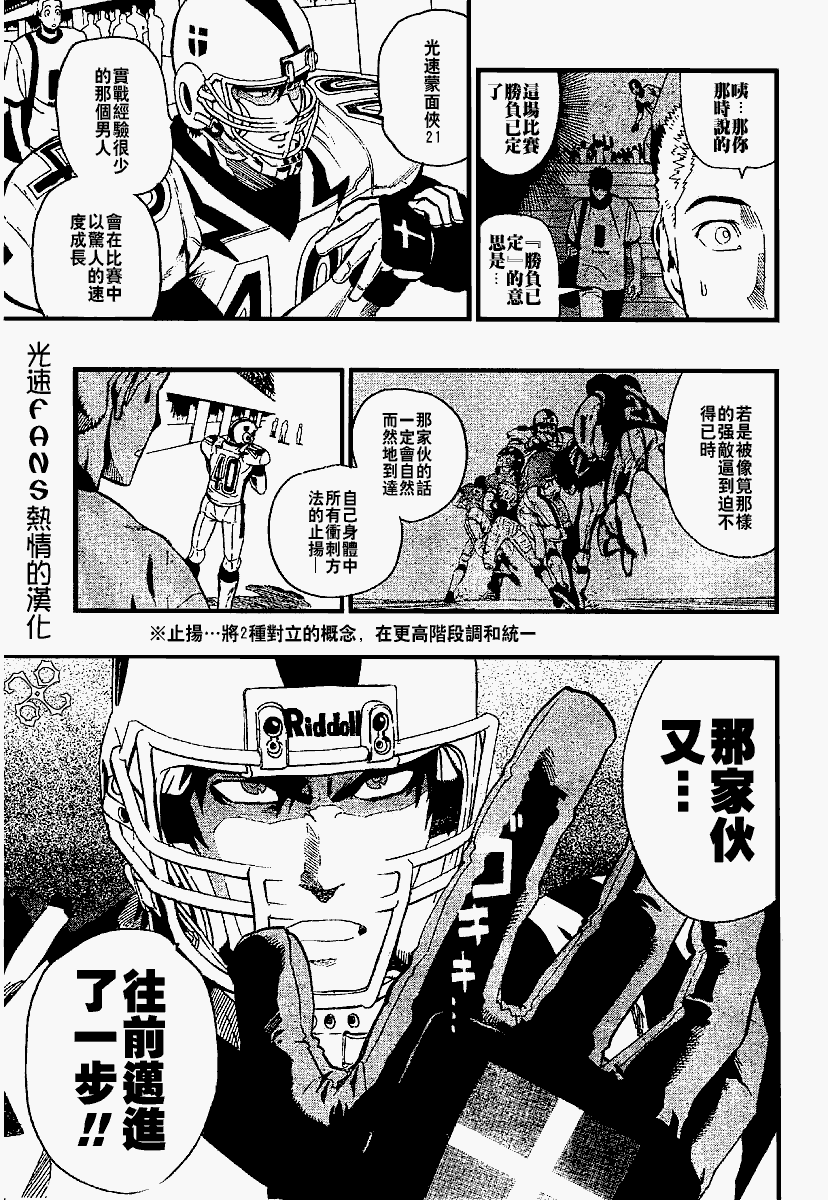 咦…那你
那時說的
這場比賽
勝負已定
了
『勝負已
定』的意
思是…
光速蒙面俠
21
實戰經驗很少
的那個男人
會在比賽中
以驚人的速
度成長
若是被像筧那樣
的强敵逼到迫不
得已時
那家伙的話
一定會自然
而然地到達
自己身體中
所有衝刺方
法的止揚—
40
光速FANS熱情的漢化
※止揚…將2種對立的概念，在更高階段調和統一
Riddoll
那家伙
又…
ゴキキ…
往前邁進
了一步!!